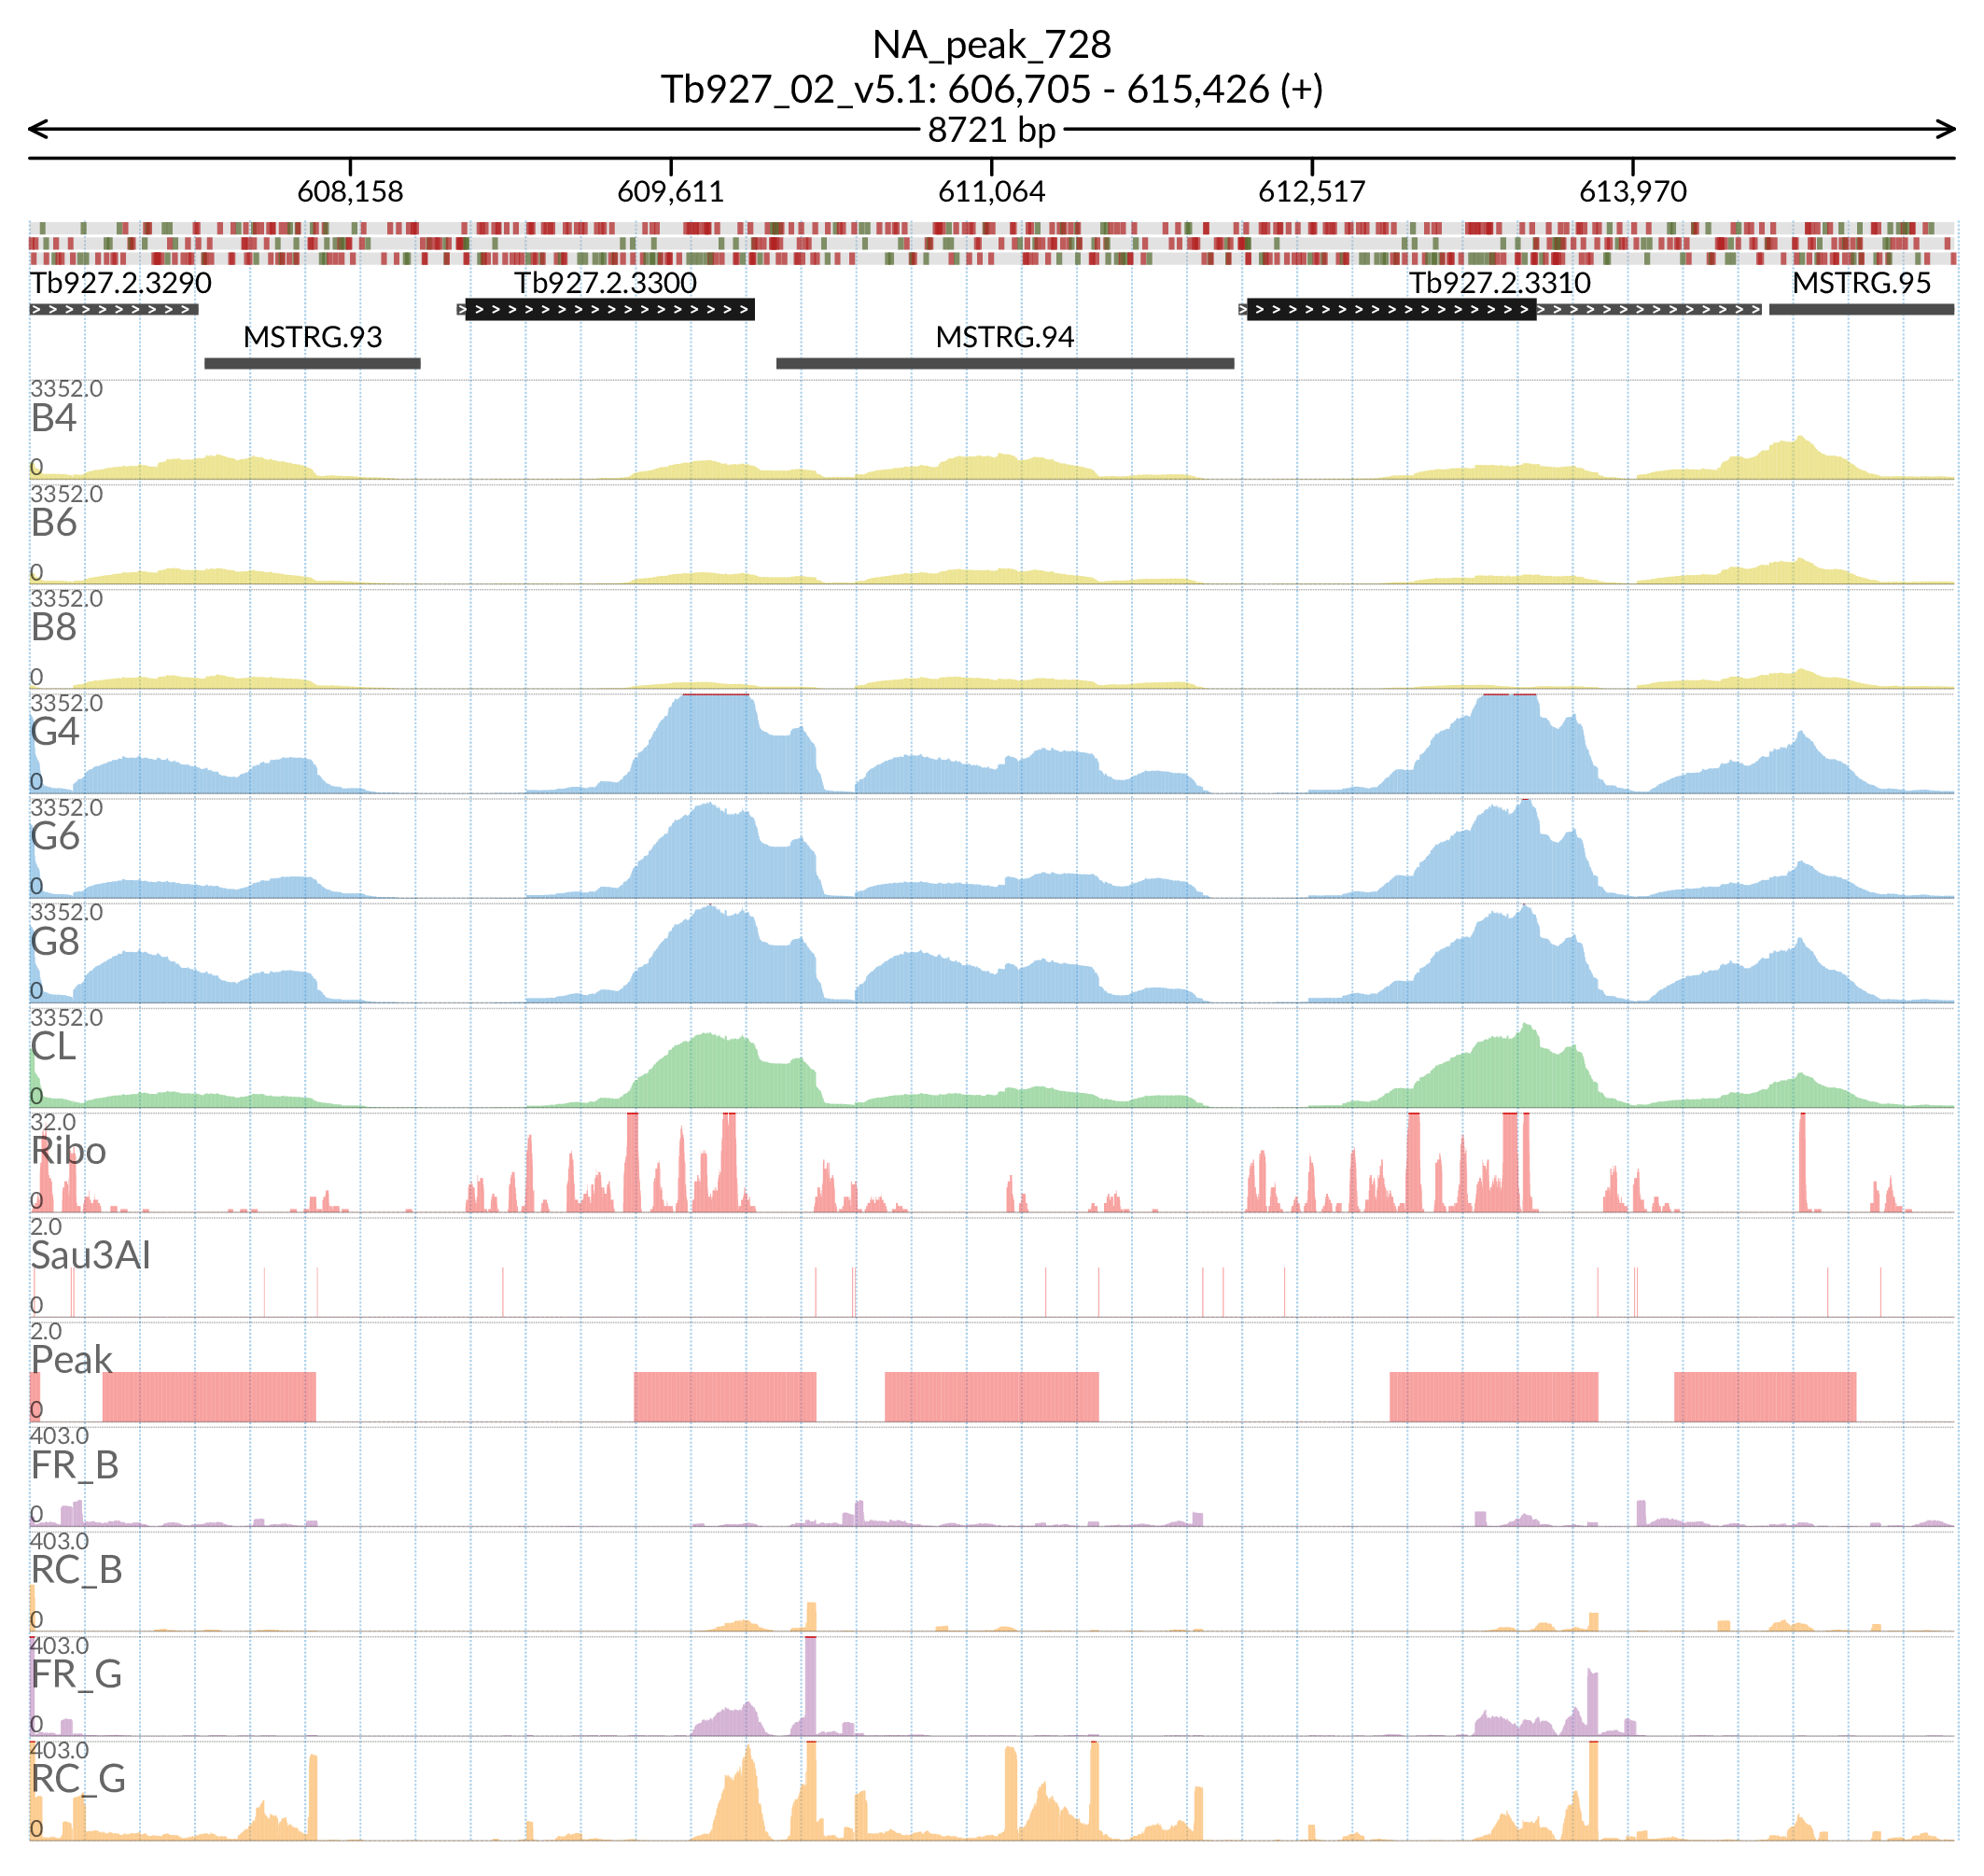 NA_peak_728
Tb927_02_v5.1: 606,705 - 615,426 (+)
8721 bp
608,158 609,611 611,064 612,517 613,970
Tb927.2.3290 Tb927.2.3300 Tb927.2.3310 MSTRG.95
MSTRG.93 MSTRG.94
3352.0
B4
0
3352.0
B6
0
3352.0
B8
0
3352.0
G4
0
3352.0
G6
0
3352.0
G8
0
3352.0
CL
0
32.0
Ribo
0
2.0
Sau3AI
0
2.0
Peak
0
403.0
FR_B
0
403.0
RC_B
0
403.0
FR_G
0
403.0
RC_G
0